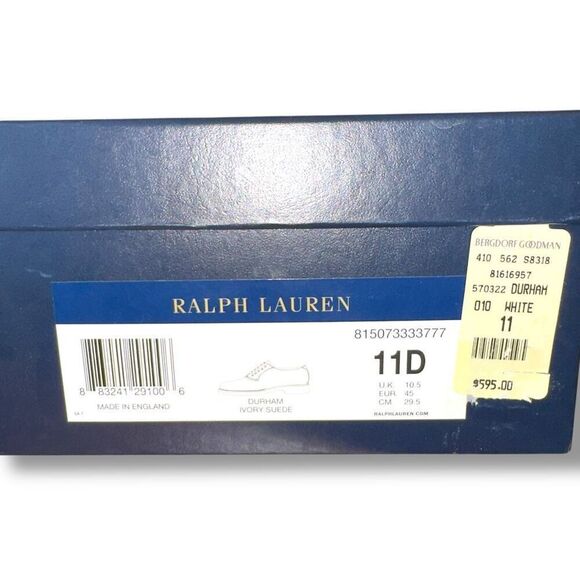 RALPH LAUREN
815073333777
11D
U.K. 10.5
EUR. 45
CM 29.5
RALPHLAUREN.COM
8 83241 29100 6
MADE IN ENGLAND
DURHAM
IVORY SUEDE
BERGDORF GOODMAN
410 562 S8318
81616957
570322 DURHAM
010 WHITE
11
$595.00